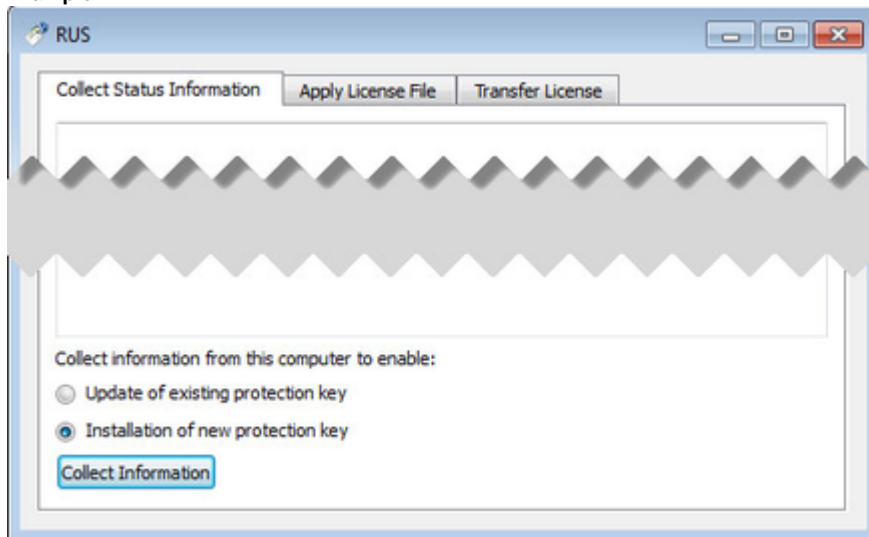 RUS
Collect Status Information Apply License File Transfer License
Collect information from this computer to enable:
Update of existing protection key
Installation of new protection key
Collect Information